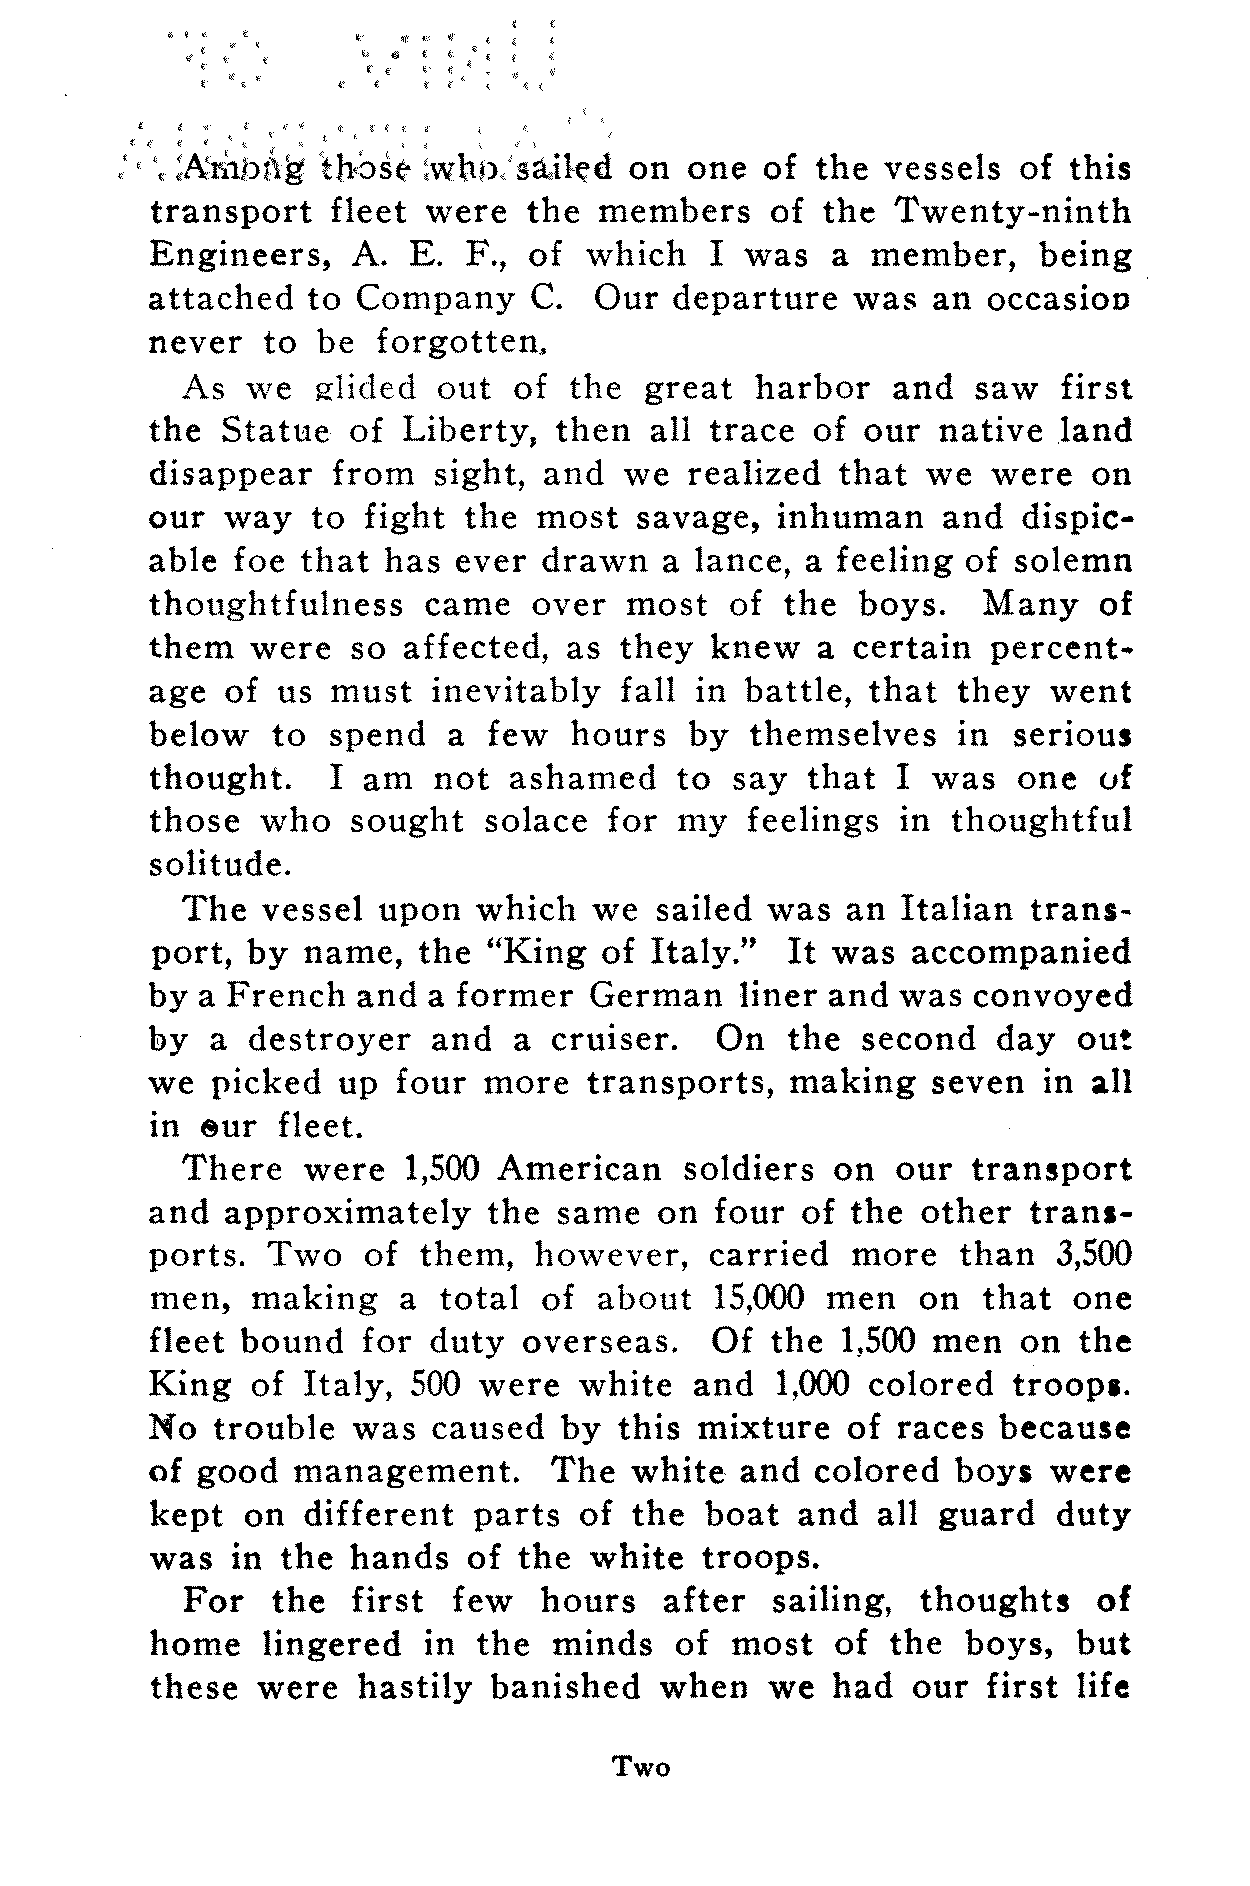 Among those who sailed on one of the vessels of this
transport fleet were the members of the Twenty-ninth
Engineers, A. E. F., of which I was a member, being
attached to Company C. Our departure was an occasion
never to be forgotten.
As we glided out of the great harbor and saw first
the Statue of Liberty, then all trace of our native land
disappear from sight, and we realized that we were on
our way to fight the most savage, inhuman and dispic-
able foe that has ever drawn a lance, a feeling of solemn
thoughtfulness came over most of the boys. Many of
them were so affected, as they knew a certain percent-
age of us must inevitably fall in battle, that they went
below to spend a few hours by themselves in serious
thought. I am not ashamed to say that I was one of
those who sought solace for my feelings in thoughtful
solitude.
The vessel upon which we sailed was an Italian trans-
port, by name, the “King of Italy.” It was accompanied
by a French and a former German liner and was convoyed
by a destroyer and a cruiser. On the second day out
we picked up four more transports, making seven in all
in our fleet.
There were 1,500 American soldiers on our transport
and approximately the same on four of the other trans-
ports. Two of them, however, carried more than 3,500
men, making a total of about 15,000 men on that one
fleet bound for duty overseas. Of the 1,500 men on the
King of Italy, 500 were white and 1,000 colored troops.
No trouble was caused by this mixture of races because
of good management. The white and colored boys were
kept on different parts of the boat and all guard duty
was in the hands of the white troops.
For the first few hours after sailing, thoughts of
home lingered in the minds of most of the boys, but
these were hastily banished when we had our first life
Two